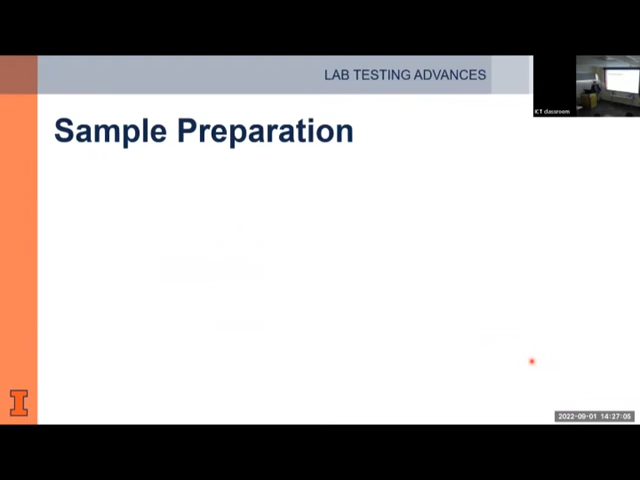 LAB TESTING ADVANCES
ICT classroom
Sample Preparation
I
2022-09-01 14:27:05